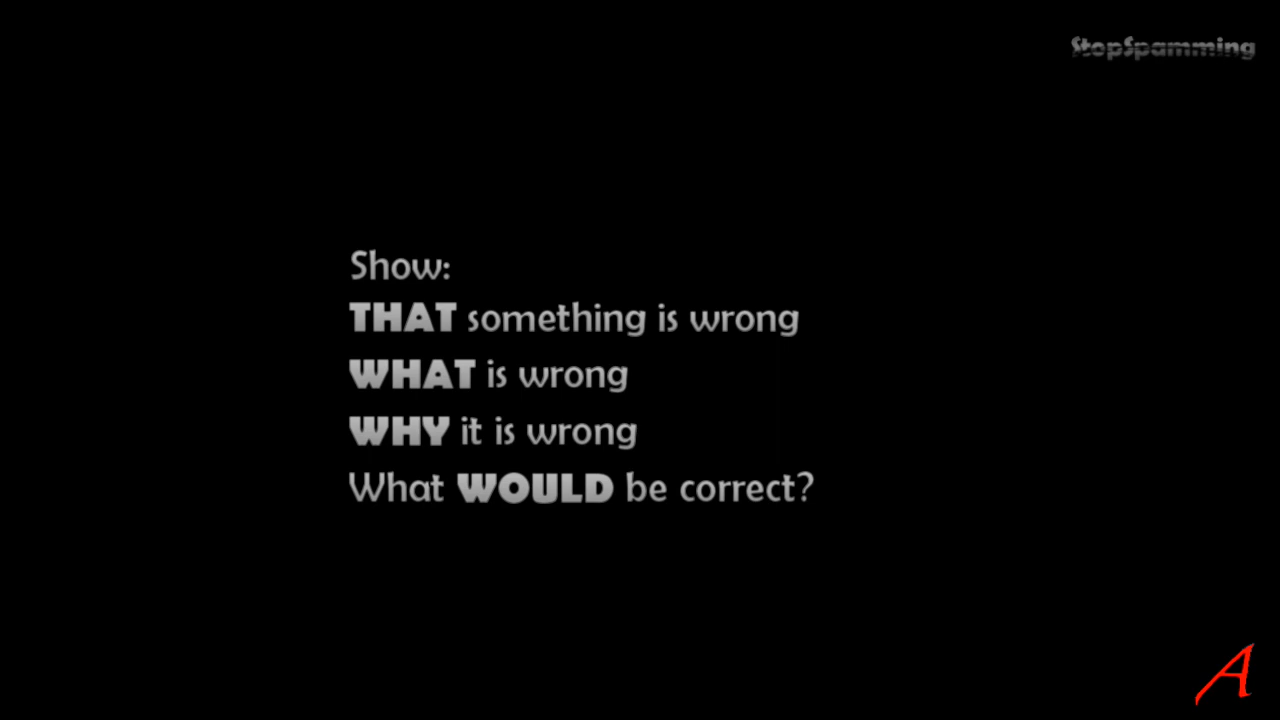 StopSpamming
Show:
THAT something is wrong
WHAT is wrong
WHY it is wrong
What WOULD be correct?
A